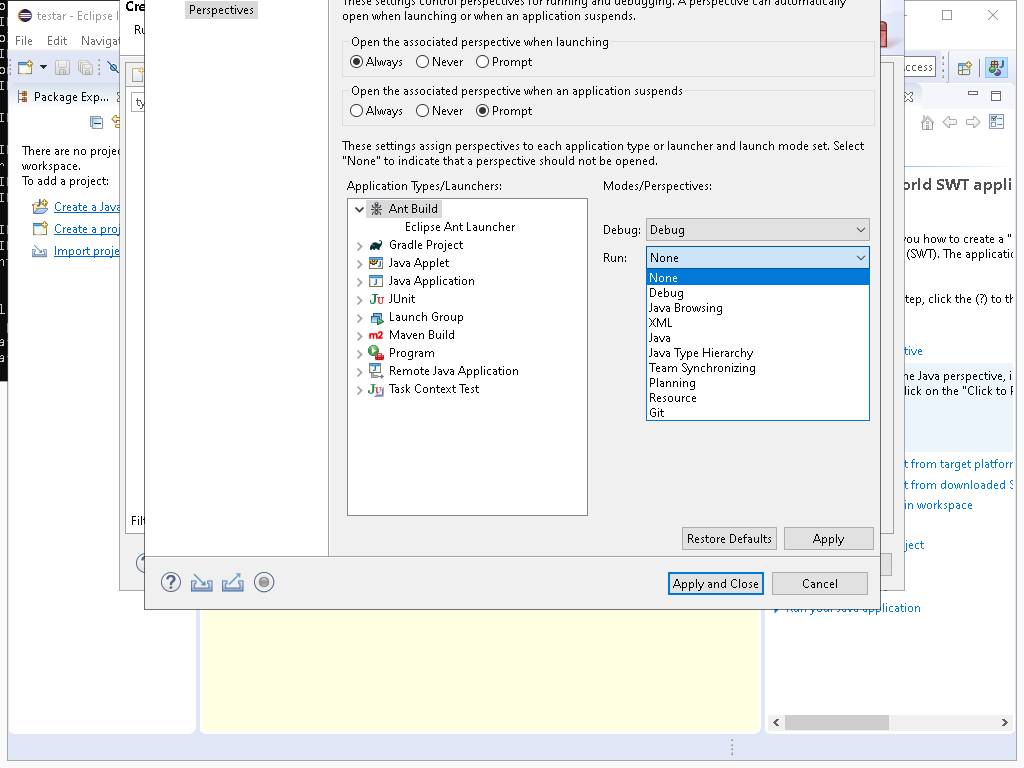 testar - Eclipse I
Cre
Ru
Perspectives
These settings control perspectives for running and debugging. A perspective can automatically
open when launching or when an application suspends.
File Edit Navigat
Open the associated perspective when launching
Always Never Prompt
ccess
Open the associated perspective when an application suspends
Package Exp...
ty
Always Never Prompt
There are no proje
workspace.
To add a project:
Create a Java
Create a proj
Import proje
These settings assign perspectives to each application type or launcher and launch mode set. Select
"None" to indicate that a perspective should not be opened.
Application Types/Launchers:
Modes/Perspectives:
Ant Build
Eclipse Ant Launcher
Gradle Project
Java Applet
Java Application
Ju JUnit
Launch Group
m2 Maven Build
Program
Remote Java Application
Task Context Test
Debug: Debug
Run: None
None
Debug
Java Browsing
XML
Java
Java Type Hierarchy
Team Synchronizing
Planning
Resource
Git
orld SWT appli
you how to create a "
(SWT). The applicatio
tep, click the (?) to th
tive
he Java perspective, i
lick on the "Click to P
t from target platform
t from downloaded S
in workspace
ject
Run your Java application
Filt
Restore Defaults Apply
Apply and Close Cancel